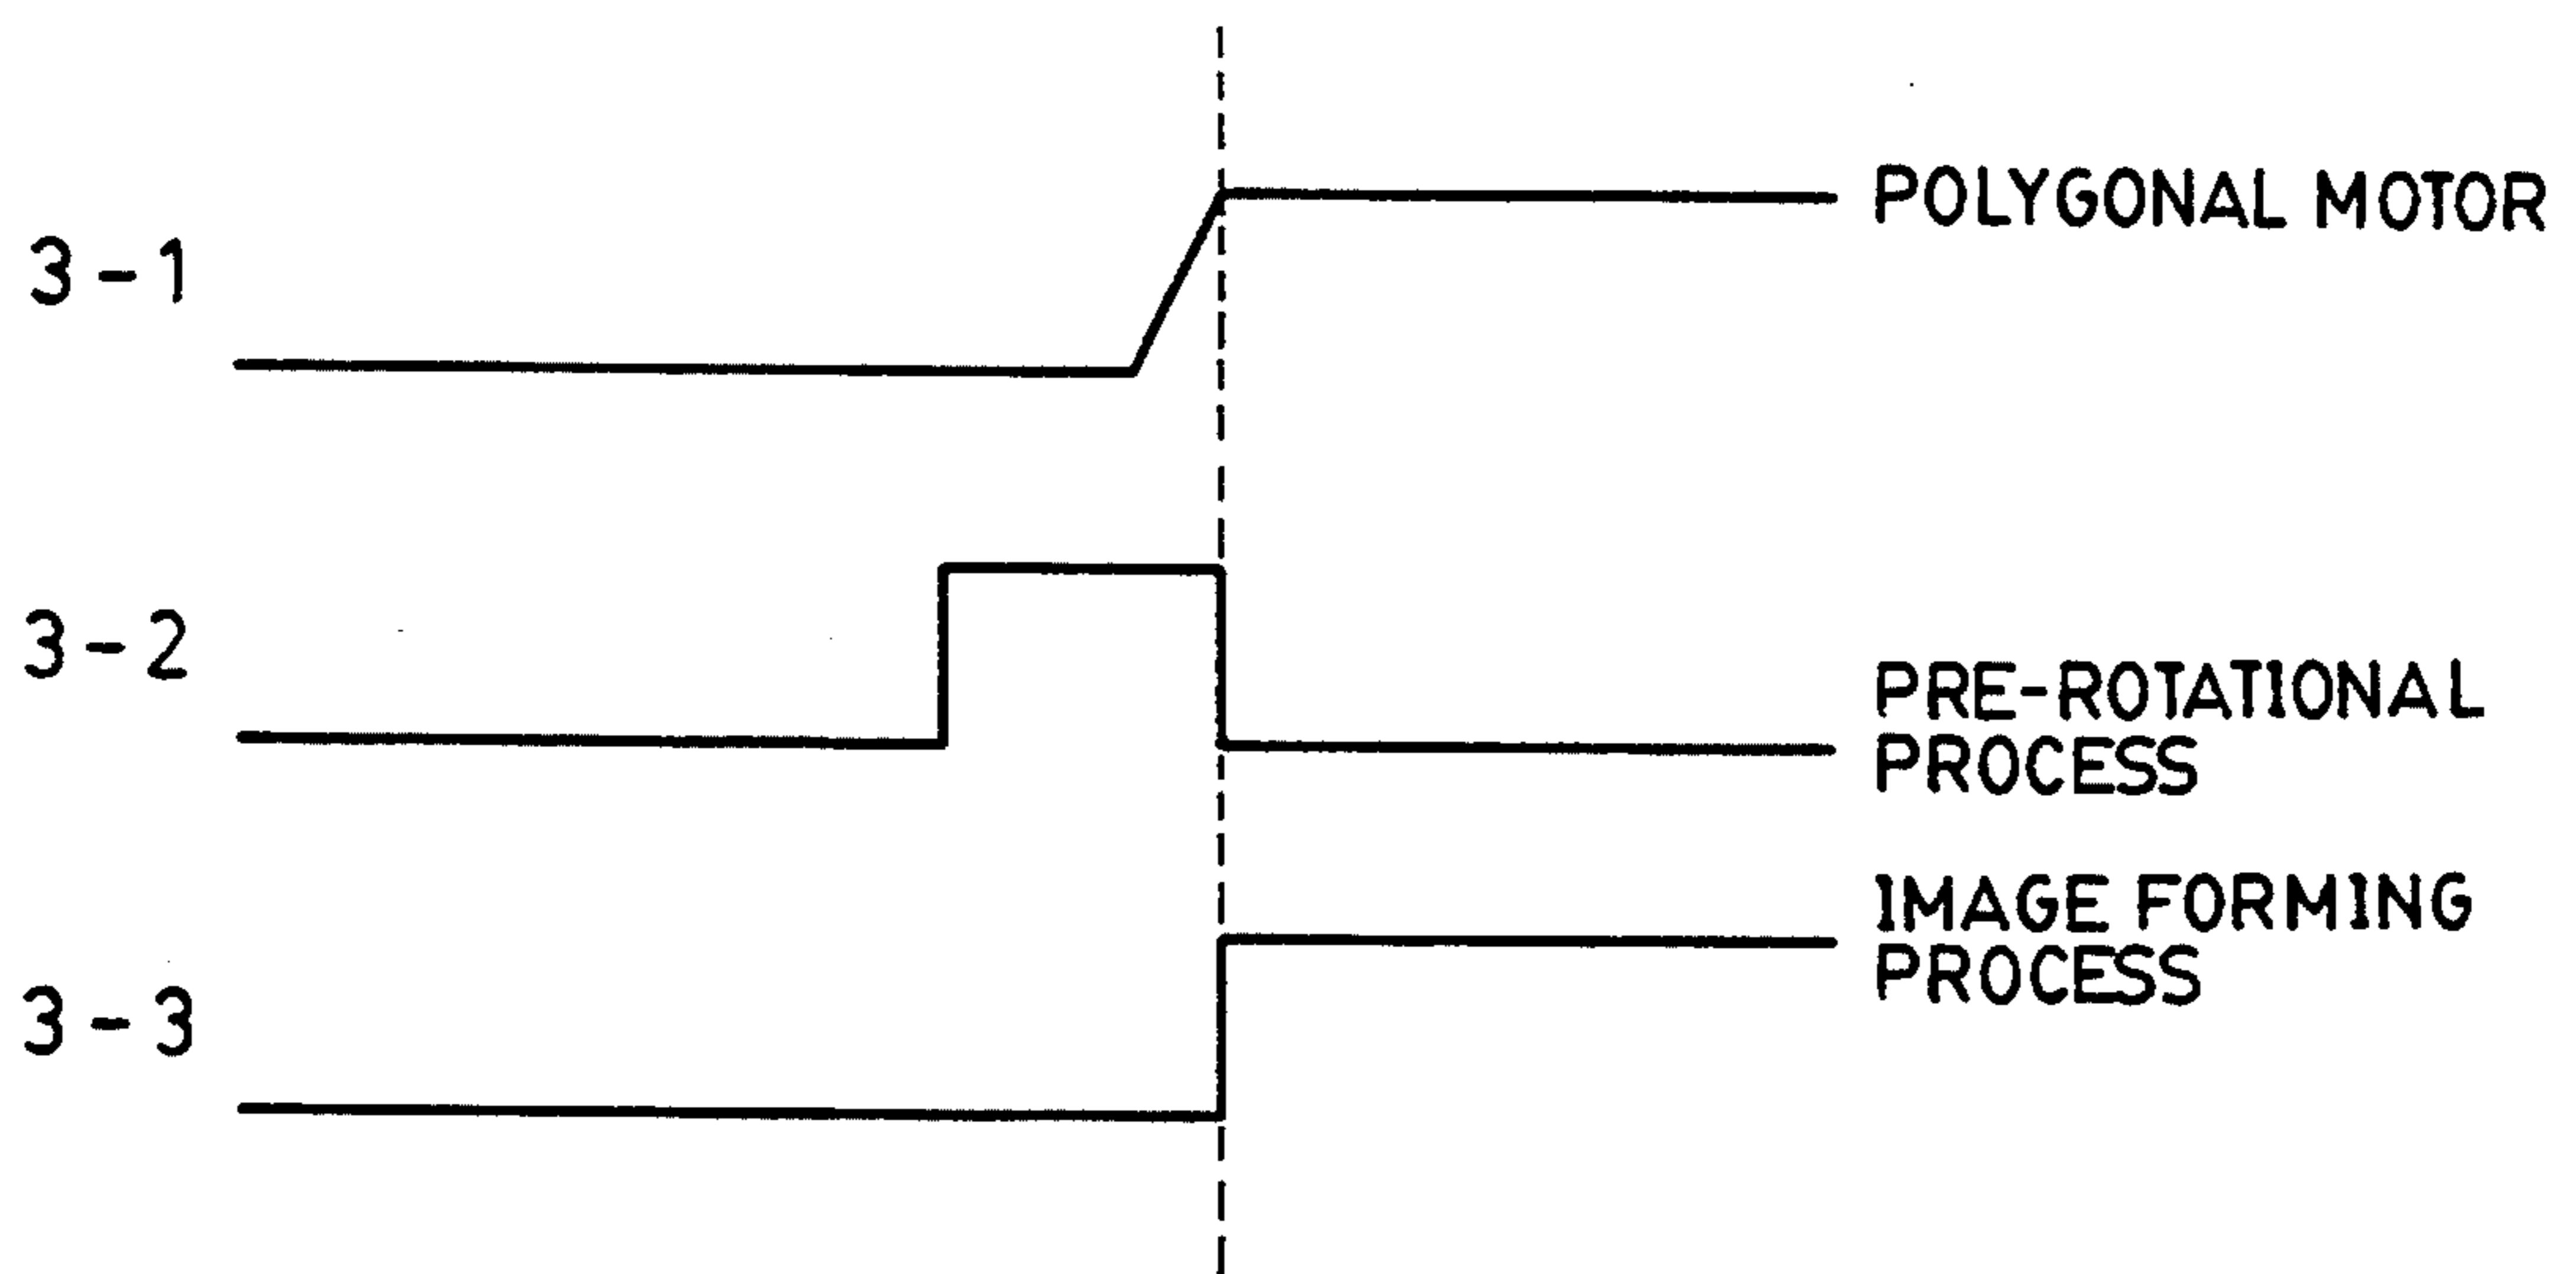 3-1
POLYGONAL MOTOR
3-2
PRE-ROTATIONAL
PROCESS
IMAGE FORMING
PROCESS
3-3